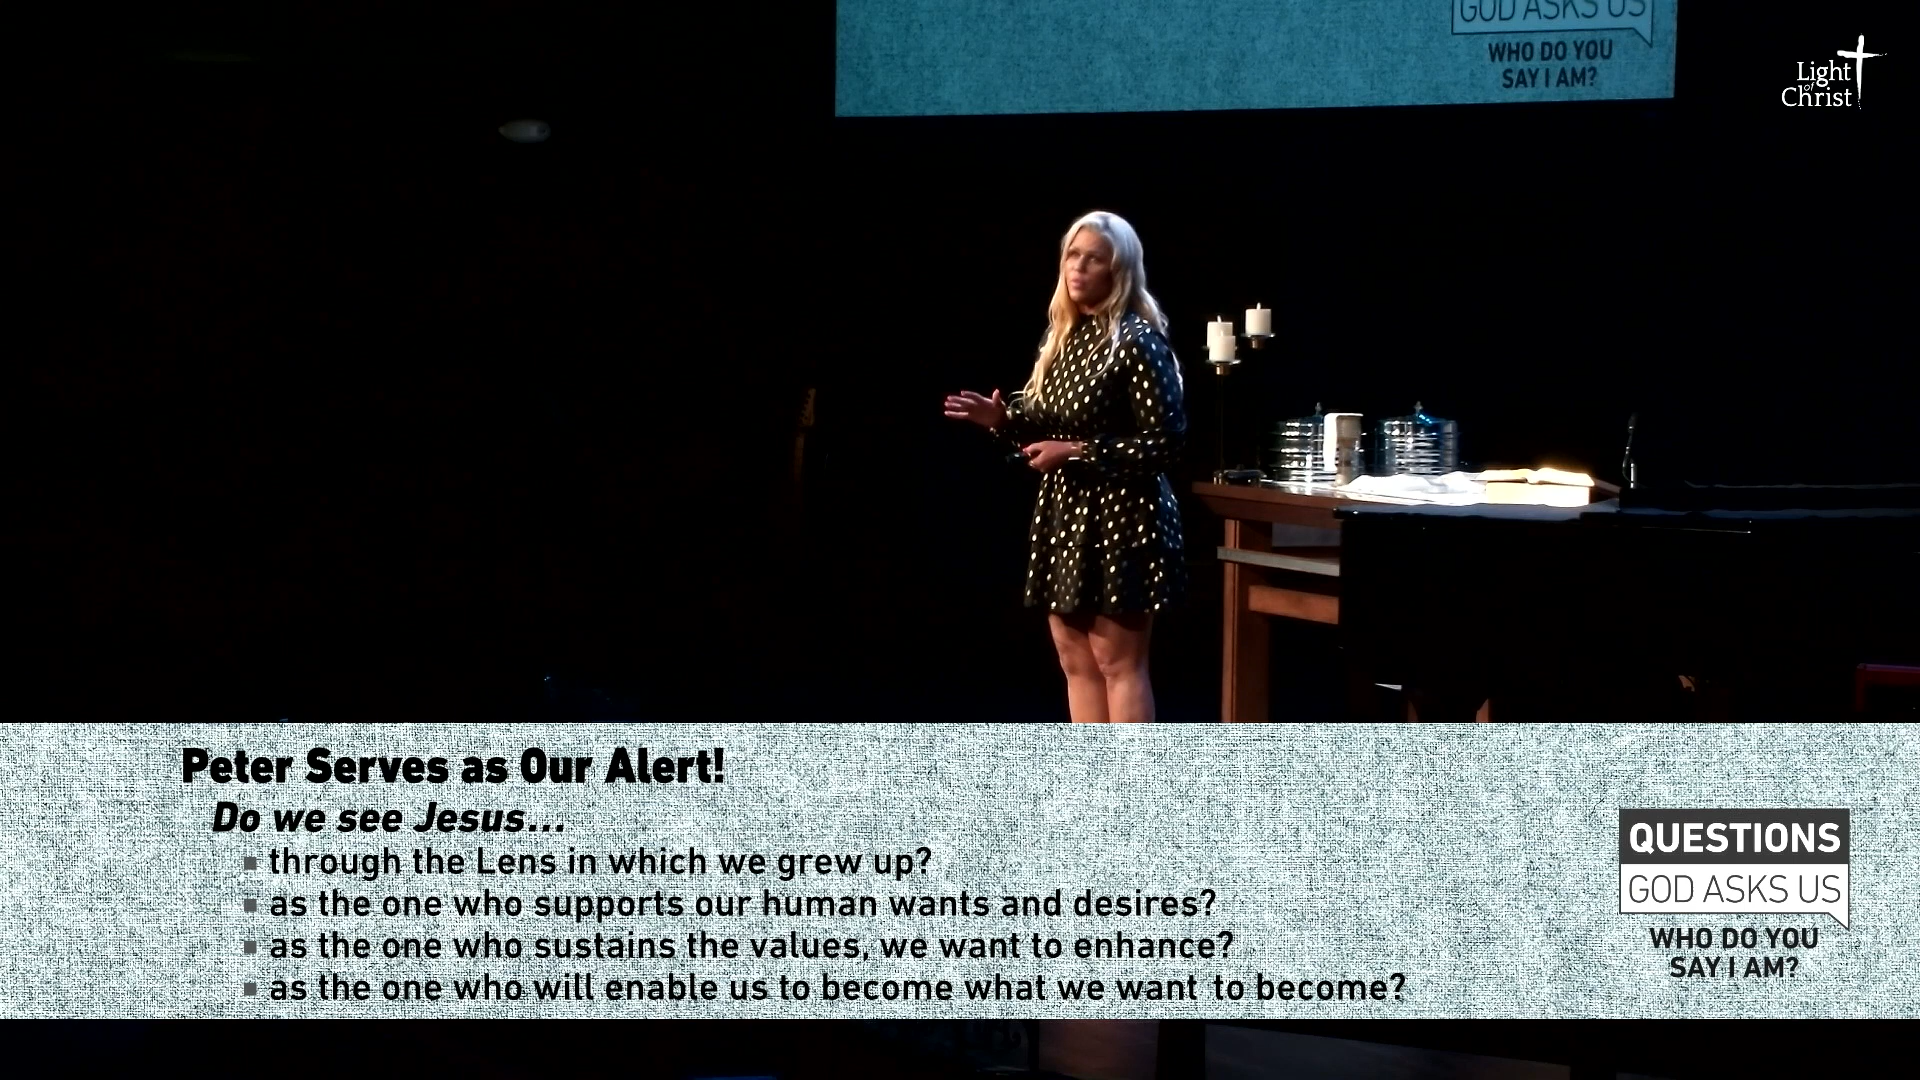 GOD ASKS US
WHO DO YOU
SAY I AM?
Light
of
Christ
Peter Serves as Our Alert!
Do we see Jesus...
through the Lens in which we grew up?
as the one who supports our human wants and desires?
as the one who sustains the values, we want to enhance?
as the one who will enable us to become what we want to become?
QUESTIONS
GOD ASKS US
WHO DO YOU
SAY I AM?